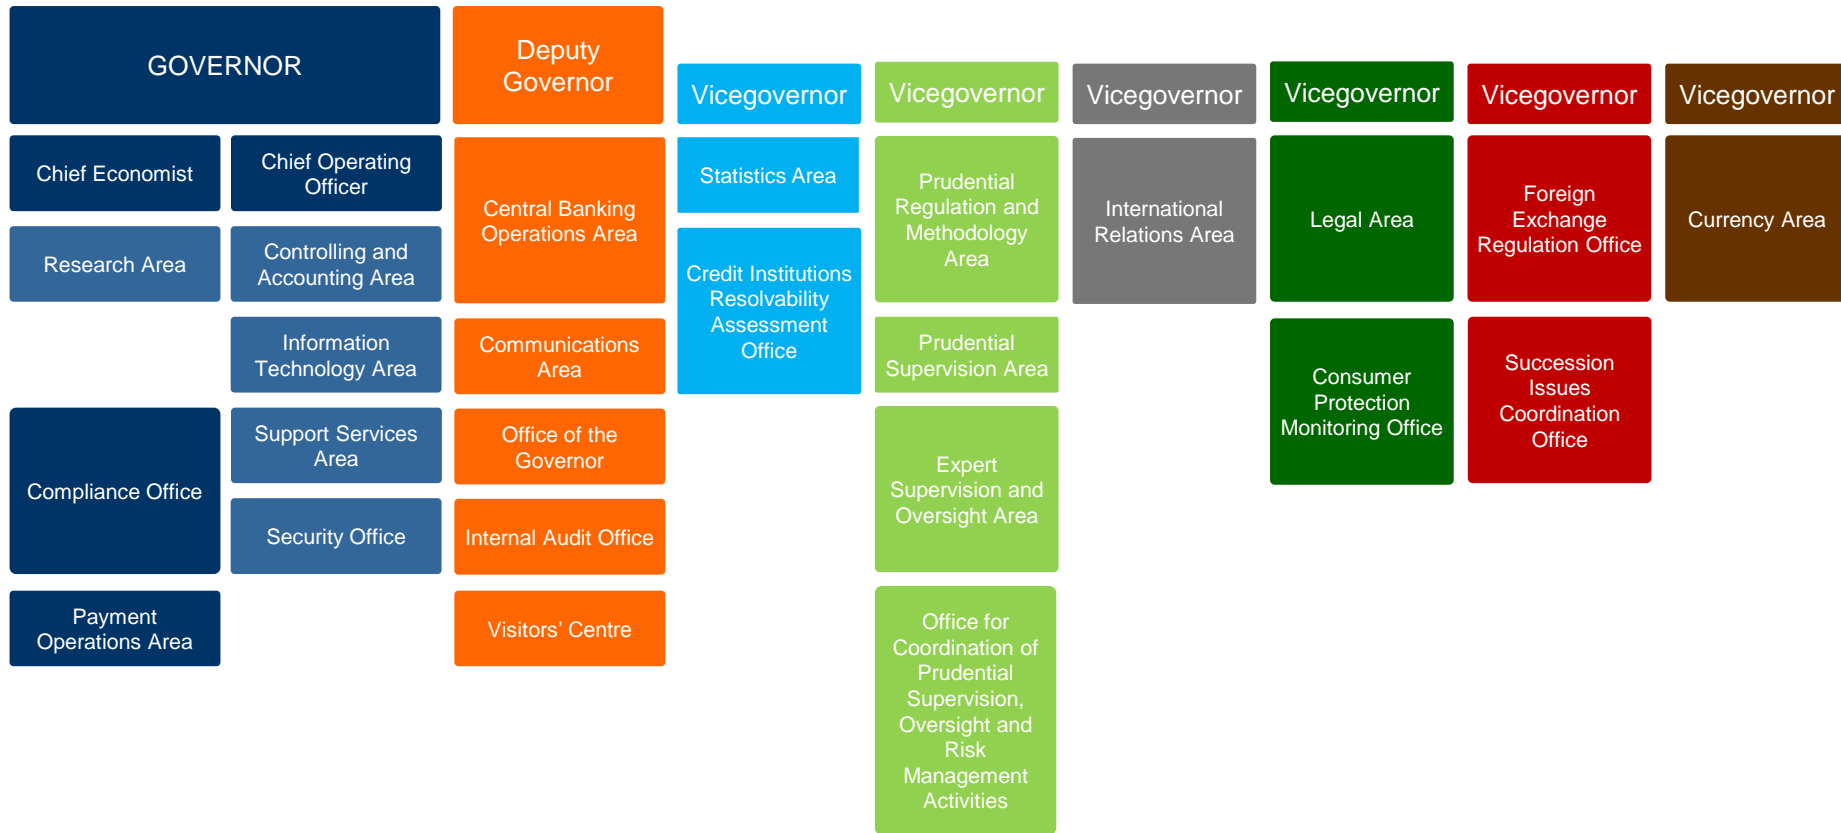 GOVERNOR
Chief Economist
Research Area
Compliance Office
Payment
Operations Area
Chief Operating
Officer
Controlling and
Accounting Area
Information
Technology Area
Support Services
Area
Security Office
Deputy
Governor
Central Banking
Operations Area
Communications
Area
Office of the
Governor
Internal Audit Office
Visitors’ Centre
Vicegovernor
Statistics Area
Credit Institutions
Resolvability
Assessment
Office
Vicegovernor
Prudential
Regulation and
Methodology
Area
Prudential
Supervision Area
Expert
Supervision and
Oversight Area
Office for
Coordination of
Prudential
Supervision,
Oversight and
Risk
Management
Activities
Vicegovernor
International
Relations Area
Vicegovernor
Legal Area
Consumer
Protection
Monitoring Office
Vicegovernor
Foreign
Exchange
Regulation Office
Succession
Issues
Coordination
Office
Vicegovernor
Currency Area